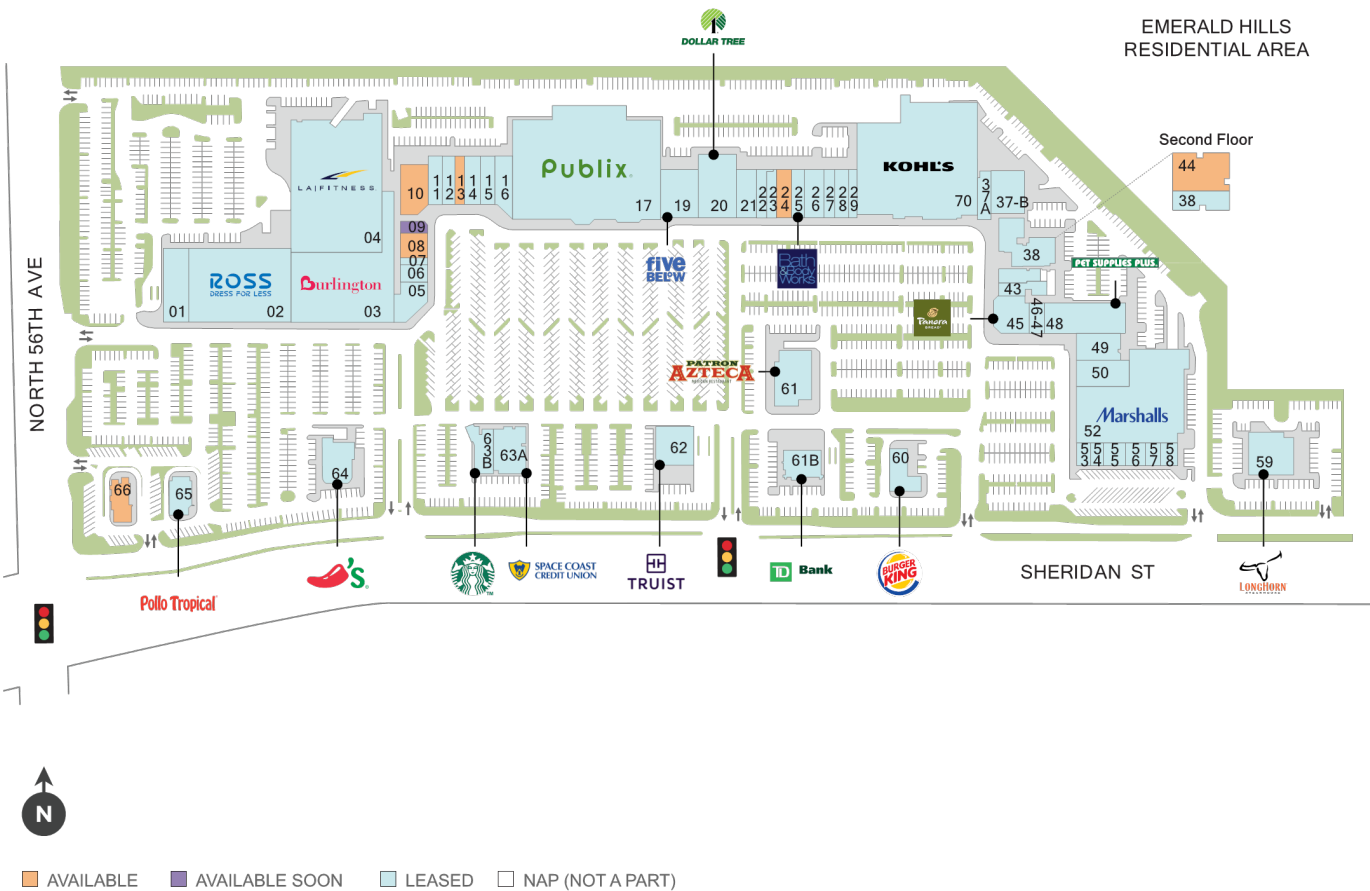 DOLLAR TREE
EMERALD HILLS
RESIDENTIAL AREA
Second Floor
44
38
LA|FITNESS
04
10
11
12
13
14
15
16
Publix
17
19
20
21
22
23
24
25
26
27
28
29
KOHL'S
70
37A
37-B
09
08
07
06
05
01
ROSS
DRESS FOR LESS
02
Burlington
03
five
BELOW
Bath
&Body
Works
38
PET SUPPLIES PLUS
43
Panera
BREAD
45
46-47
48
49
50
Marshalls
52
53
54
55
56
57
58
NORTH 56TH AVE
PATRON
AZTECA
61
66
65
64
63B
63A
62
61B
60
59
Pollo Tropical
'S
SPACE COAST
CREDIT UNION
TRUIST
TD Bank
BURGER
KING
SHERIDAN ST
LONGHORN
STEAKHOUSE
N
AVAILABLE
AVAILABLE SOON
LEASED
NAP (NOT A PART)